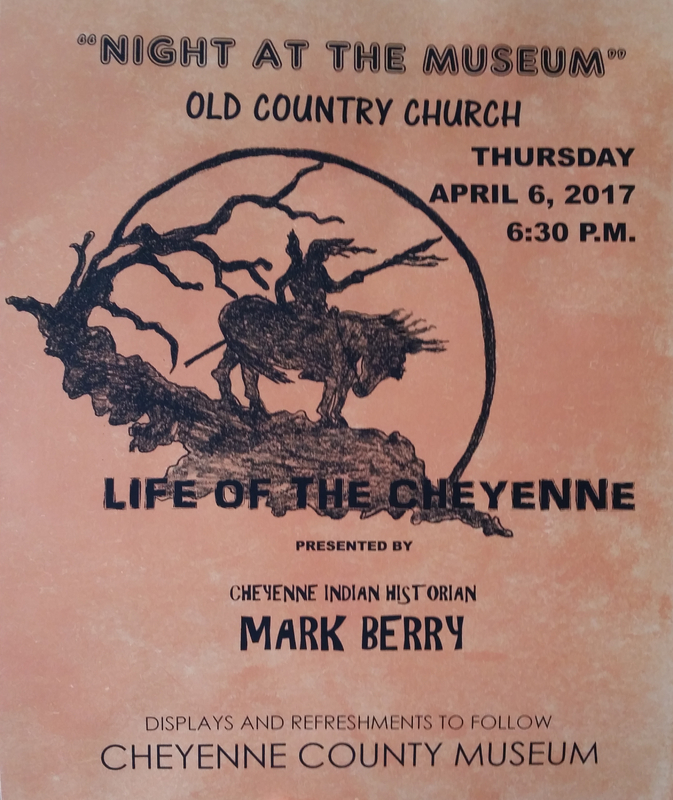 “NIGHT AT THE MUSEUM”
OLD COUNTRY CHURCH
THURSDAY
APRIL 6, 2017
6:30 P.M.
LIFE OF THE CHEYENNE
PRESENTED BY
CHEYENNE INDIAN HISTORIAN
MARK BERRY
DISPLAYS AND REFRESHMENTS TO FOLLOW
CHEYENNE COUNTY MUSEUM